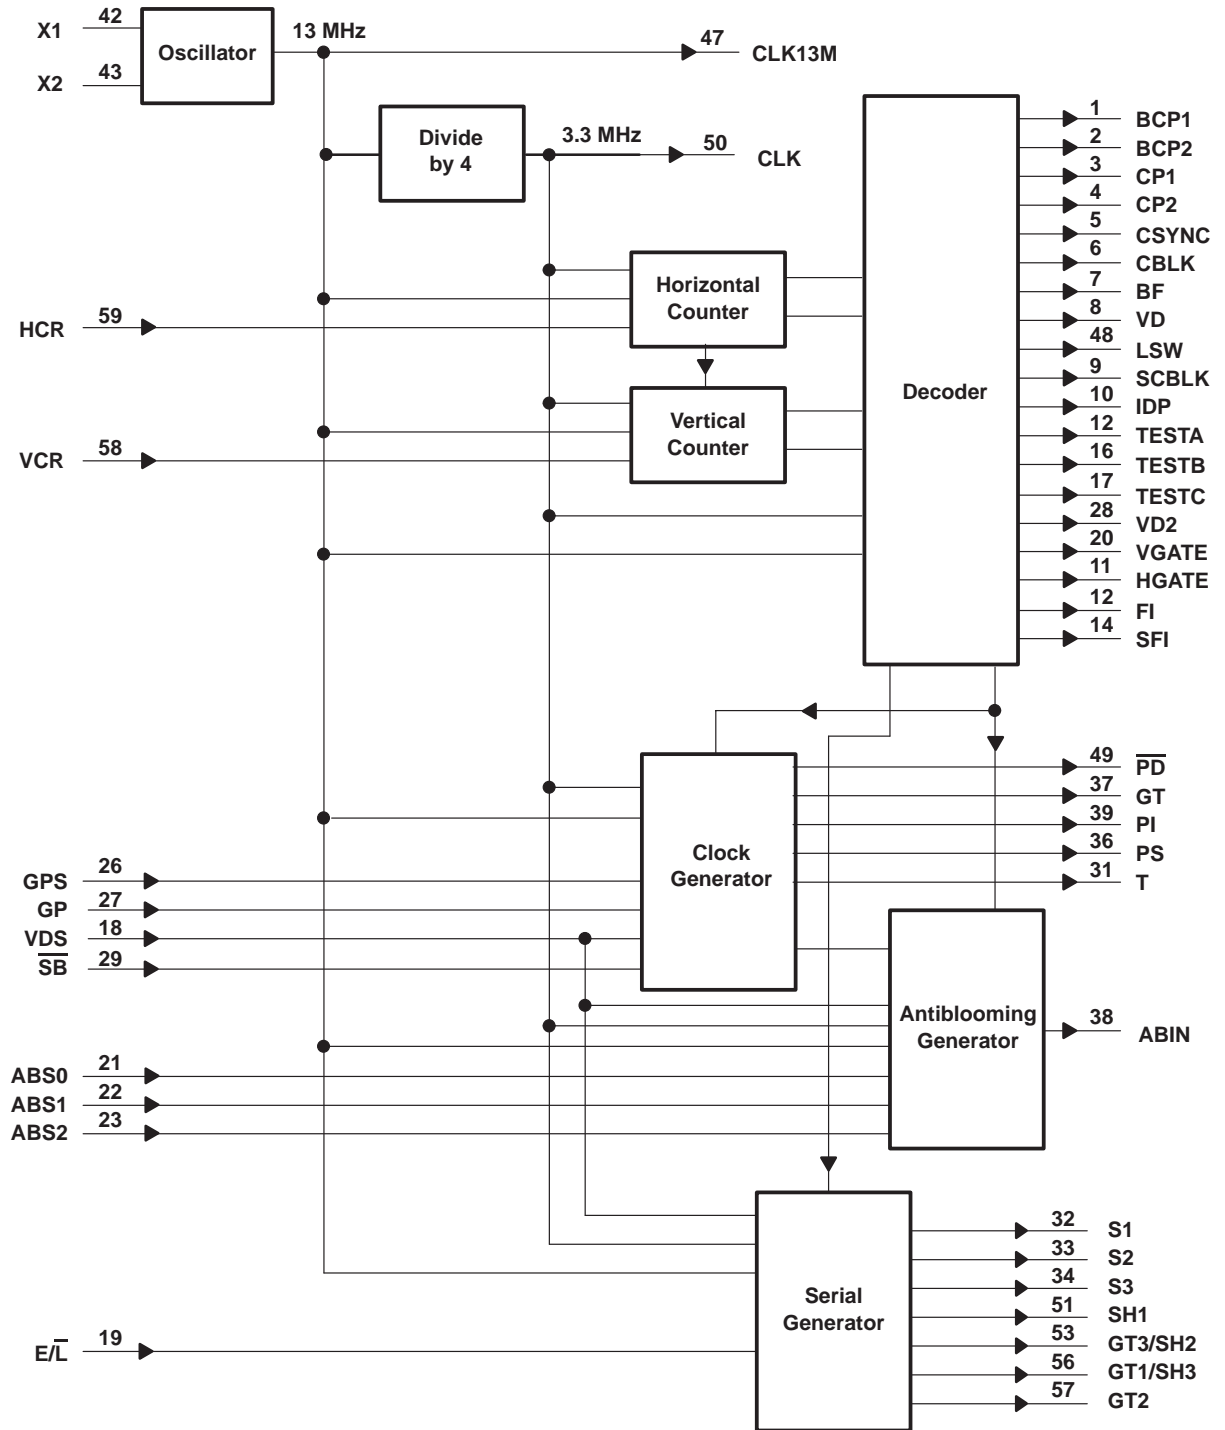 X1
42
X2
43
Oscillator
13 MHz
47
CLK13M
Divide
by 4
3.3 MHz
50
CLK
HCR
59
Horizontal
Counter
VCR
58
Vertical
Counter
Decoder
1
BCP1
2
BCP2
3
CP1
4
CP2
5
CSYNC
6
CBLK
7
BF
8
VD
48
LSW
9
SCBLK
10
IDP
12
TESTA
16
TESTB
17
TESTC
28
VD2
20
VGATE
11
HGATE
12
FI
14
SFI
GPS
26
GP
27
VDS
18
S̅B̅
29
Clock
Generator
49
P̅D̅
37
GT
39
PI
36
PS
31
T
ABS0
21
ABS1
22
ABS2
23
Antiblooming
Generator
38
ABIN
E/L̅
19
Serial
Generator
32
S1
33
S2
34
S3
51
SH1
53
GT3/SH2
56
GT1/SH3
57
GT2